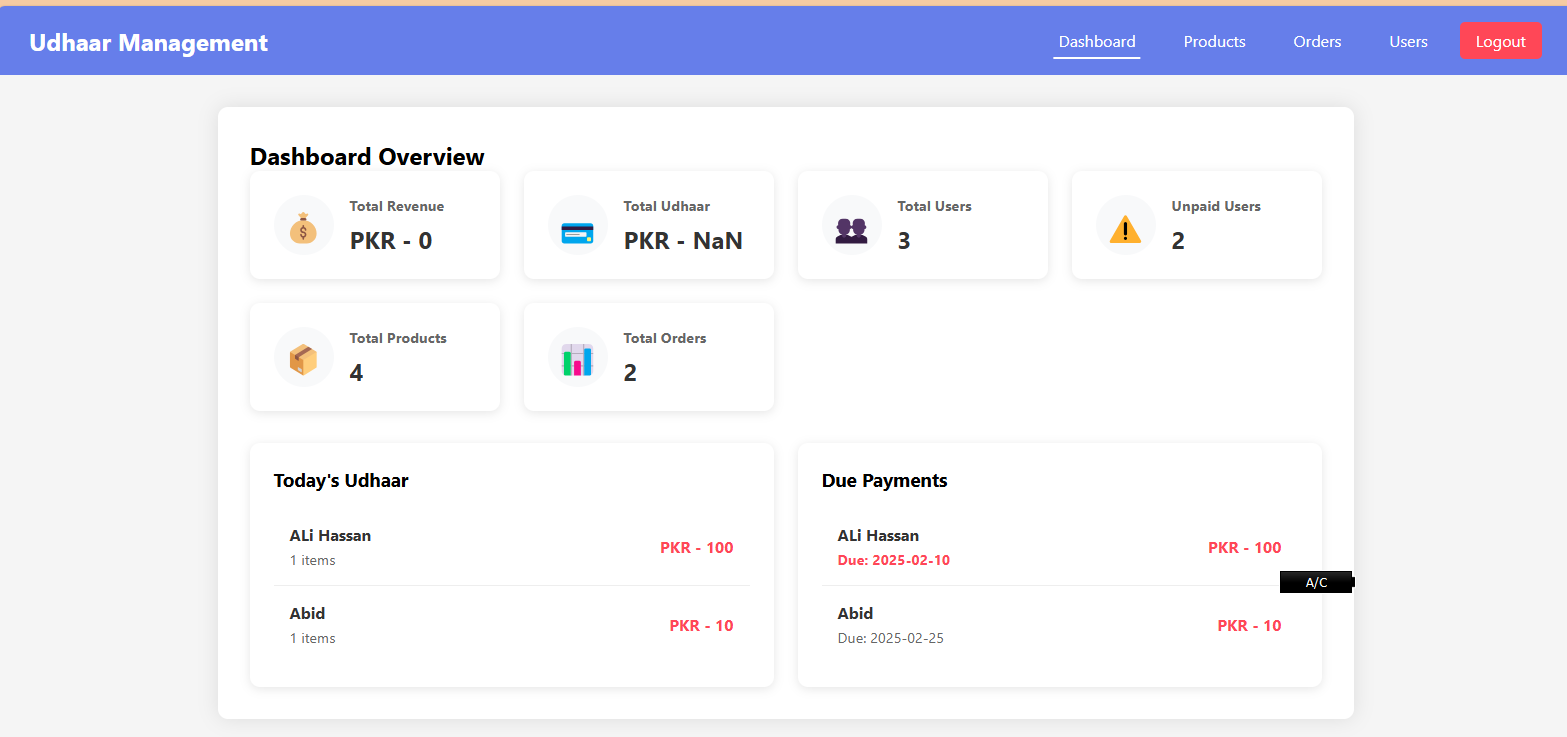 Udhaar Management
Dashboard
Products
Orders
Users
Logout
Dashboard Overview
Total Revenue
PKR - 0
Total Udhaar
PKR - NaN
Total Users
3
Unpaid Users
2
Total Products
4
Total Orders
2
Today's Udhaar
ALi Hassan
1 items
PKR - 100
Abid
1 items
PKR - 10
Due Payments
ALi Hassan
Due: 2025-02-10
PKR - 100
A/C
Abid
Due: 2025-02-25
PKR - 10